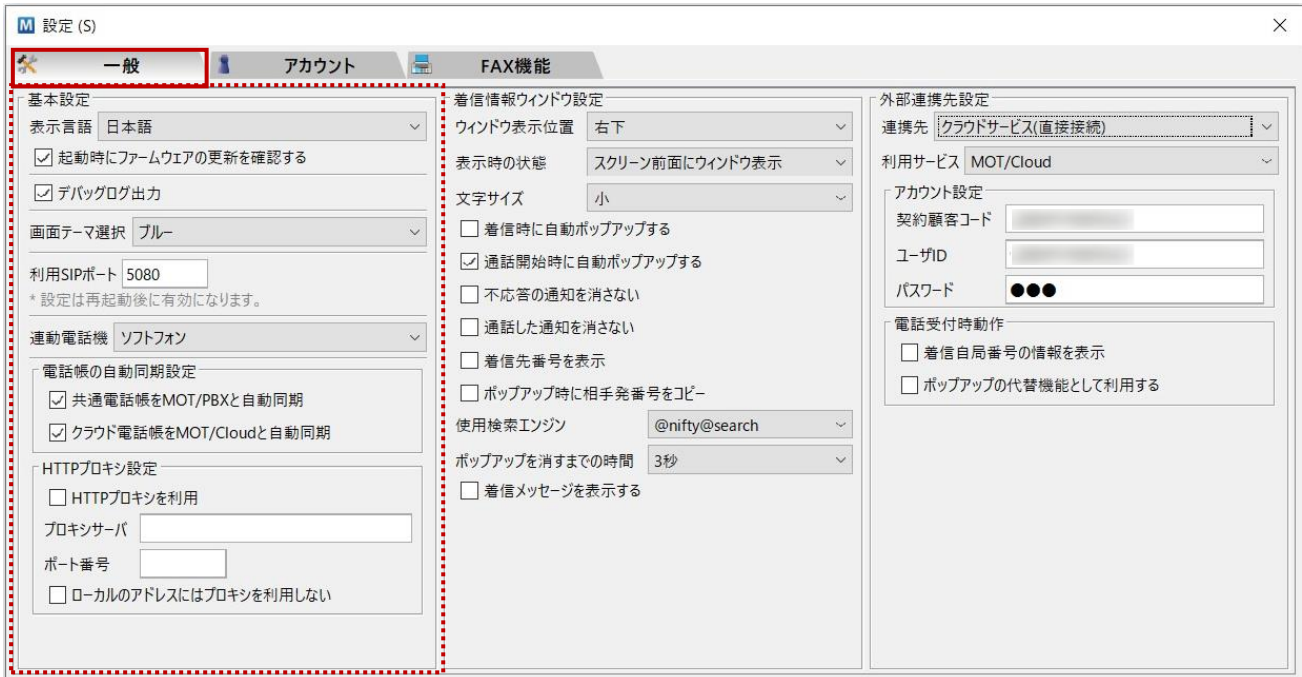 M 設定 (S)
一般
アカウント
FAX機能
基本設定
表示言語 日本語
起動時にファームウェアの更新を確認する
デバッグログ出力
画面テーマ選択 ブルー
利用SIPポート 5080
* 設定は再起動後に有効になります。
連動電話機 ソフトフォン
電話帳の自動同期設定
共通電話帳をMOT/PBXと自動同期
クラウド電話帳をMOT/Cloudと自動同期
HTTPプロキシ設定
HTTPプロキシを利用
プロキシサーバ
ポート番号
ローカルのアドレスにはプロキシを利用しない
着信情報ウィンドウ設定
ウィンドウ表示位置 右下
表示時の状態 スクリーン前面にウィンドウ表示
文字サイズ 小
着信時に自動ポップアップする
通話開始時に自動ポップアップする
不応答の通知を消さない
通話した通知を消さない
着信先番号を表示
ポップアップ時に相手発番号をコピー
使用検索エンジン @nifty@search
ポップアップを消すまでの時間 3秒
着信メッセージを表示する
外部連携先設定
連携先 クラウドサービス(直接接続)
利用サービス MOT/Cloud
アカウント設定
契約顧客コード
ユーザID
パスワード ●●●
電話受付時動作
着信自局番号の情報を表示
ポップアップの代替機能として利用する